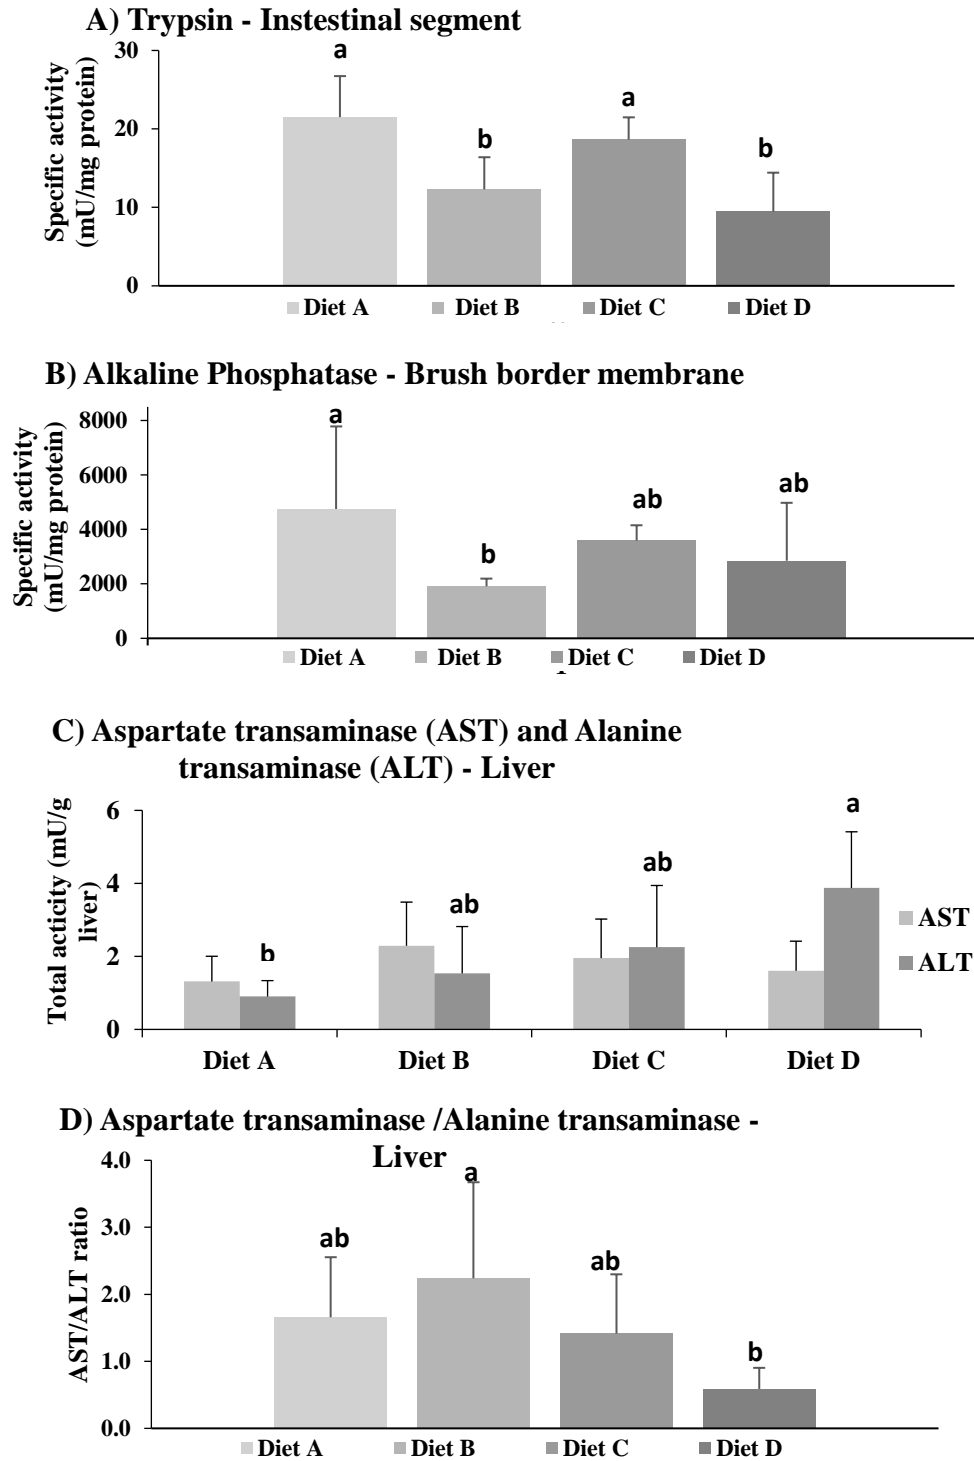 A) Trypsin - Instestinal segment
Specific activity
(mU/mg protein)
30
20
10
0
a
b
a
b
Diet A
Diet B
Diet C
Diet D
B) Alkaline Phosphatase - Brush border membrane
Specific activity
(mU/mg protein)
8000
6000
4000
2000
0
a
b
ab
ab
Diet A
Diet B
Diet C
Diet D
C) Aspartate transaminase (AST) and Alanine
transaminase (ALT) - Liver
Total acticity (mU/g
liver)
6
4
2
0
b
ab
ab
a
AST
ALT
Diet A
Diet B
Diet C
Diet D
D) Aspartate transaminase /Alanine transaminase -
Liver
AST/ALT ratio
4.0
3.0
2.0
1.0
0.0
ab
a
ab
b
Diet A
Diet B
Diet C
Diet D